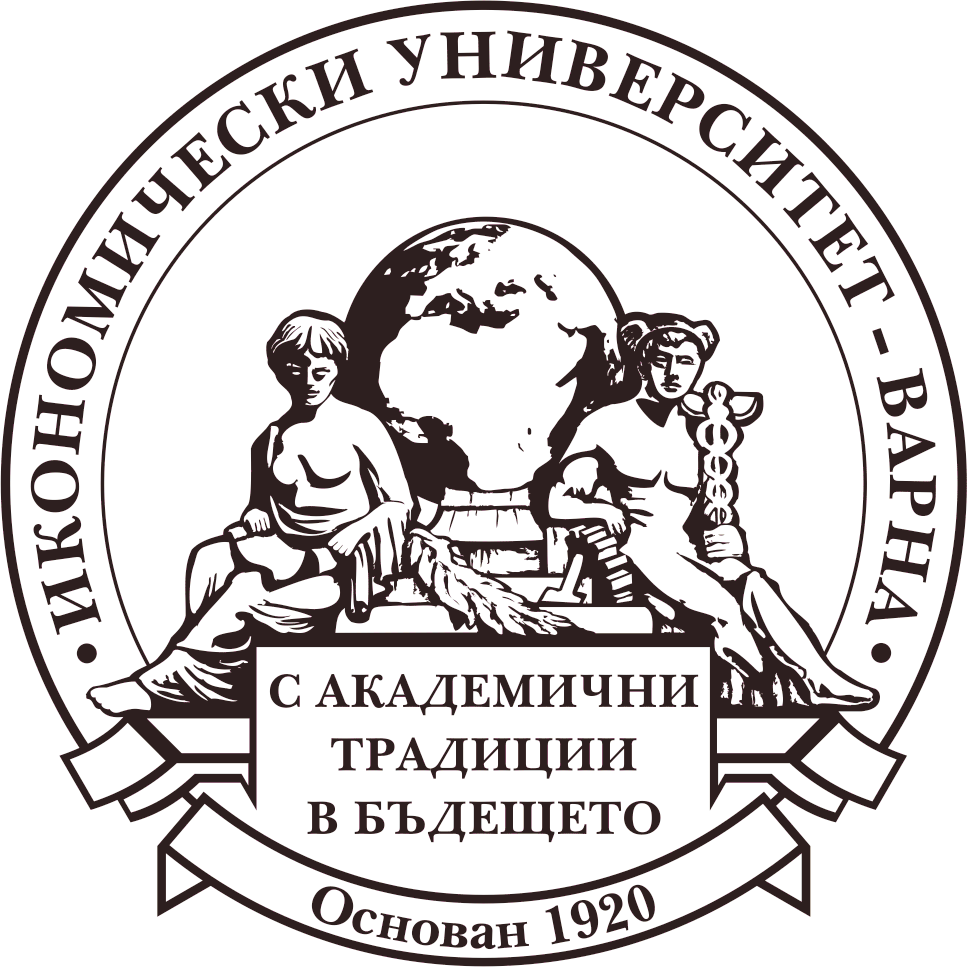 ИКОНОМИЧЕСКИ УНИВЕРСИТЕТ - ВАРНА
С АКАДЕМИЧНИ
ТРАДИЦИИ
В БЪДЕЩЕТО
Основан 1920